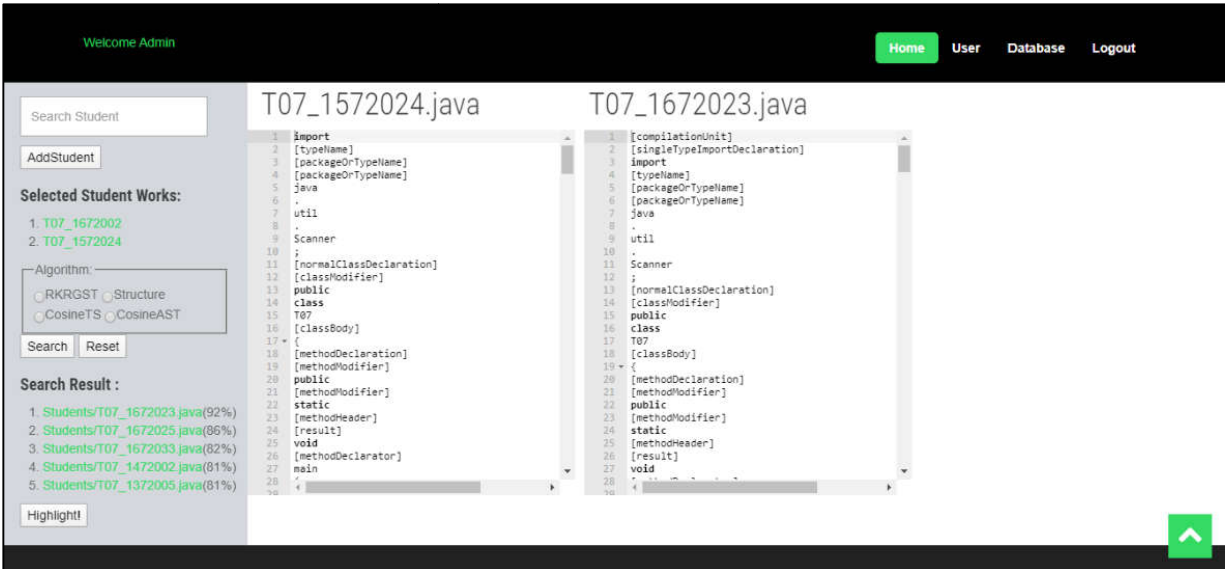 Welcome Admin
Home User Database Logout
Search Student
AddStudent
Selected Student Works:
1. T07_1672002
2. T07_1572024
Algorithm:
RKRGST Structure
CosineTS CosineAST
Search Reset
Search Result :
1. Students/T07_1672023.java(92%)
2. Students/T07_1672025.java(86%)
3. Students/T07_1672033.java(82%)
4. Students/T07_1472002.java(81%)
5. Students/T07_1372005.java(81%)
Highlight!
T07_1572024.java
1 import
2 [typeName]
3 [packageOrTypeName]
4 [packageOrTypeName]
5 java
6 .
7 util
8 .
9 Scanner
10 ;
11 [normalClassDeclaration]
12 [classModifier]
13 public
14 class
15 T07
16 [classBody]
17 {
18 [methodDeclaration]
19 [methodModifier]
20 public
21 [methodModifier]
22 static
23 [methodHeader]
24 [result]
25 void
26 [methodDeclarator]
27 main
28
29
T07_1672023.java
1 [compilationUnit]
2 [singleTypeImportDeclaration]
3 import
4 [typeName]
5 [packageOrTypeName]
6 [packageOrTypeName]
7 java
8 .
9 util
10 .
11 Scanner
12 ;
13 [normalClassDeclaration]
14 [classModifier]
15 public
16 class
17 T07
18 [classBody]
19 {
20 [methodDeclaration]
21 [methodModifier]
22 public
23 [methodModifier]
24 static
25 [methodHeader]
26 [result]
27 void
28
29